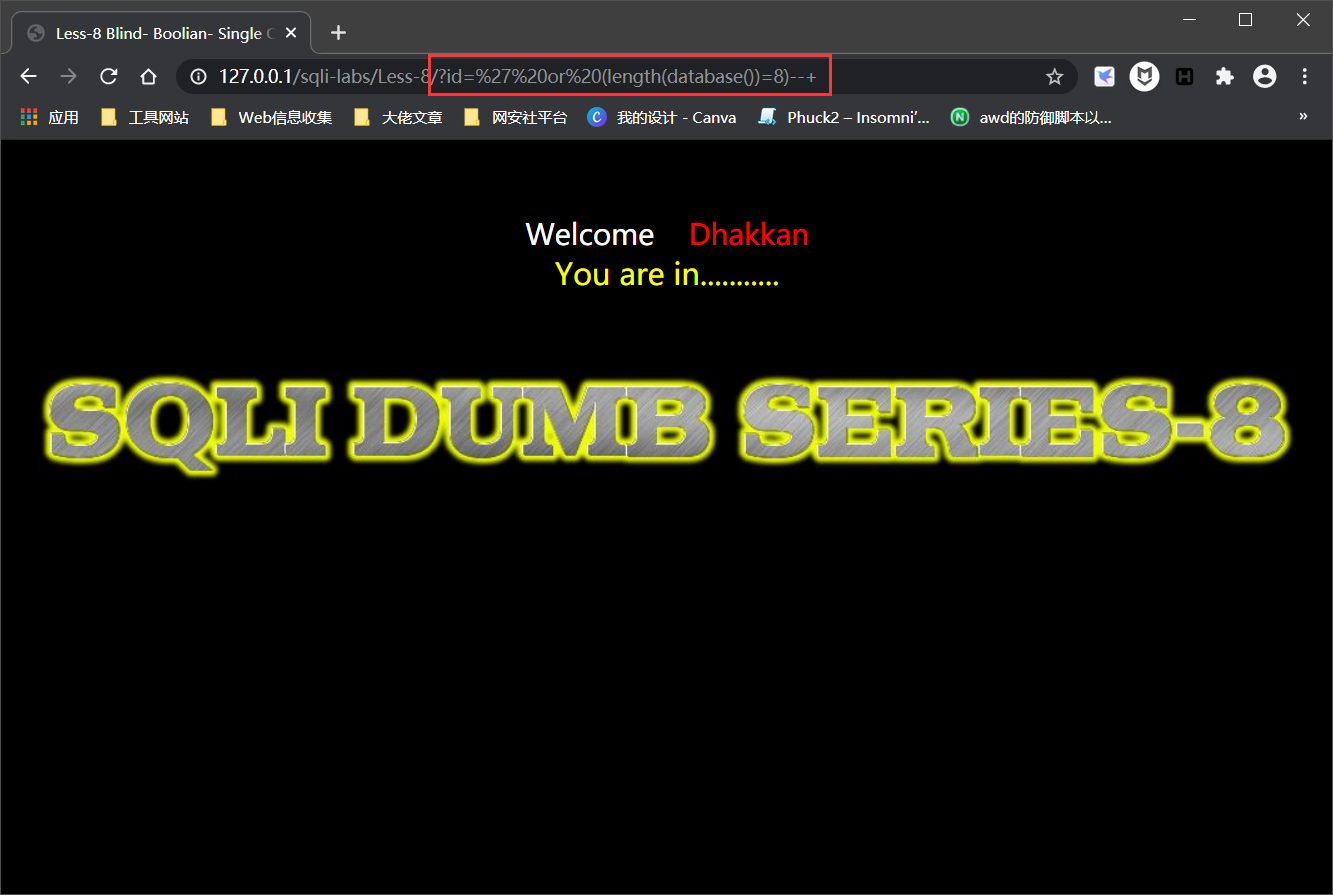 Less-8 Blind- Boolian- Single
127.0.0.1/sqli-labs/Less-8/?id=%27%20or%20(length(database())=8)--+
应用 工具网站 Web信息收集 大佬文章 网安社平台 我的设计 - Canva Phuck2 – Insomni'... awd的防御脚本以... »
Welcome Dhakkan
You are in...........
SQLI DUMB SERIES-8